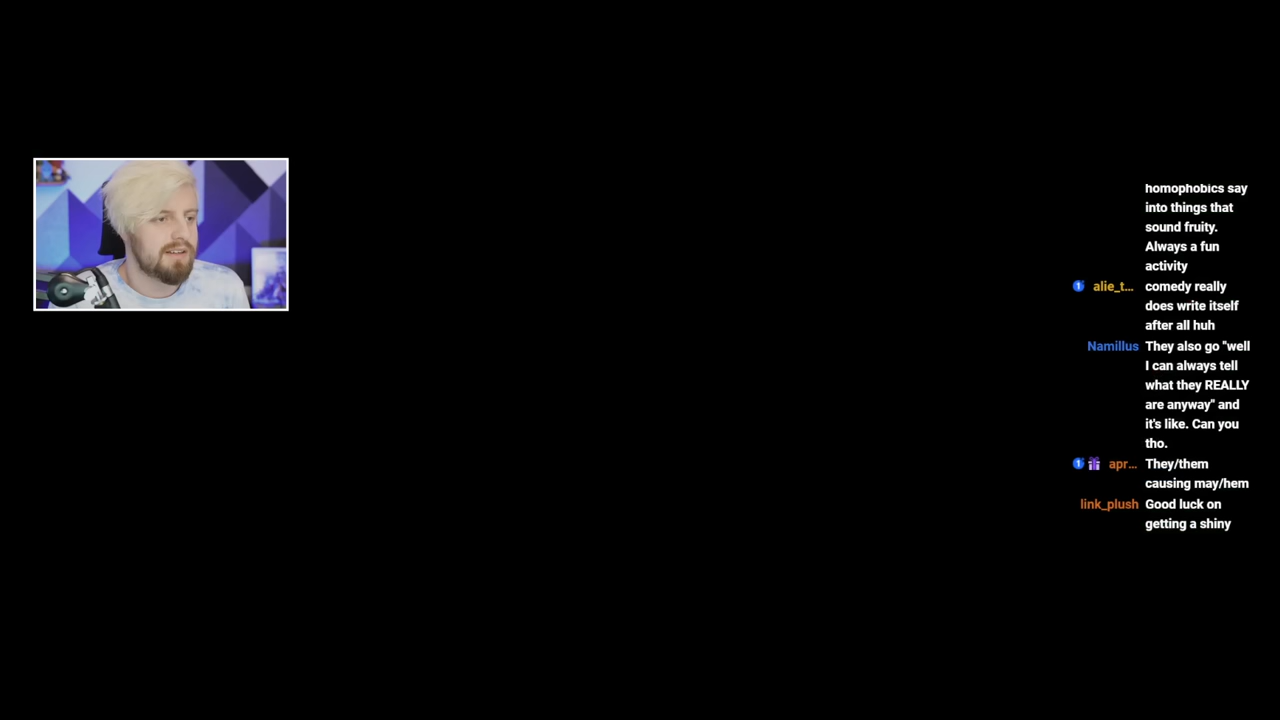 homophobics say
into things that
sound fruity.
Always a fun
activity
alie_t... comedy really
does write itself
after all huh
Namillus They also go "well
I can always tell
what they REALLY
are anyway" and
it's like. Can you
tho.
apr... They/them
causing may/hem
link_plush Good luck on
getting a shiny